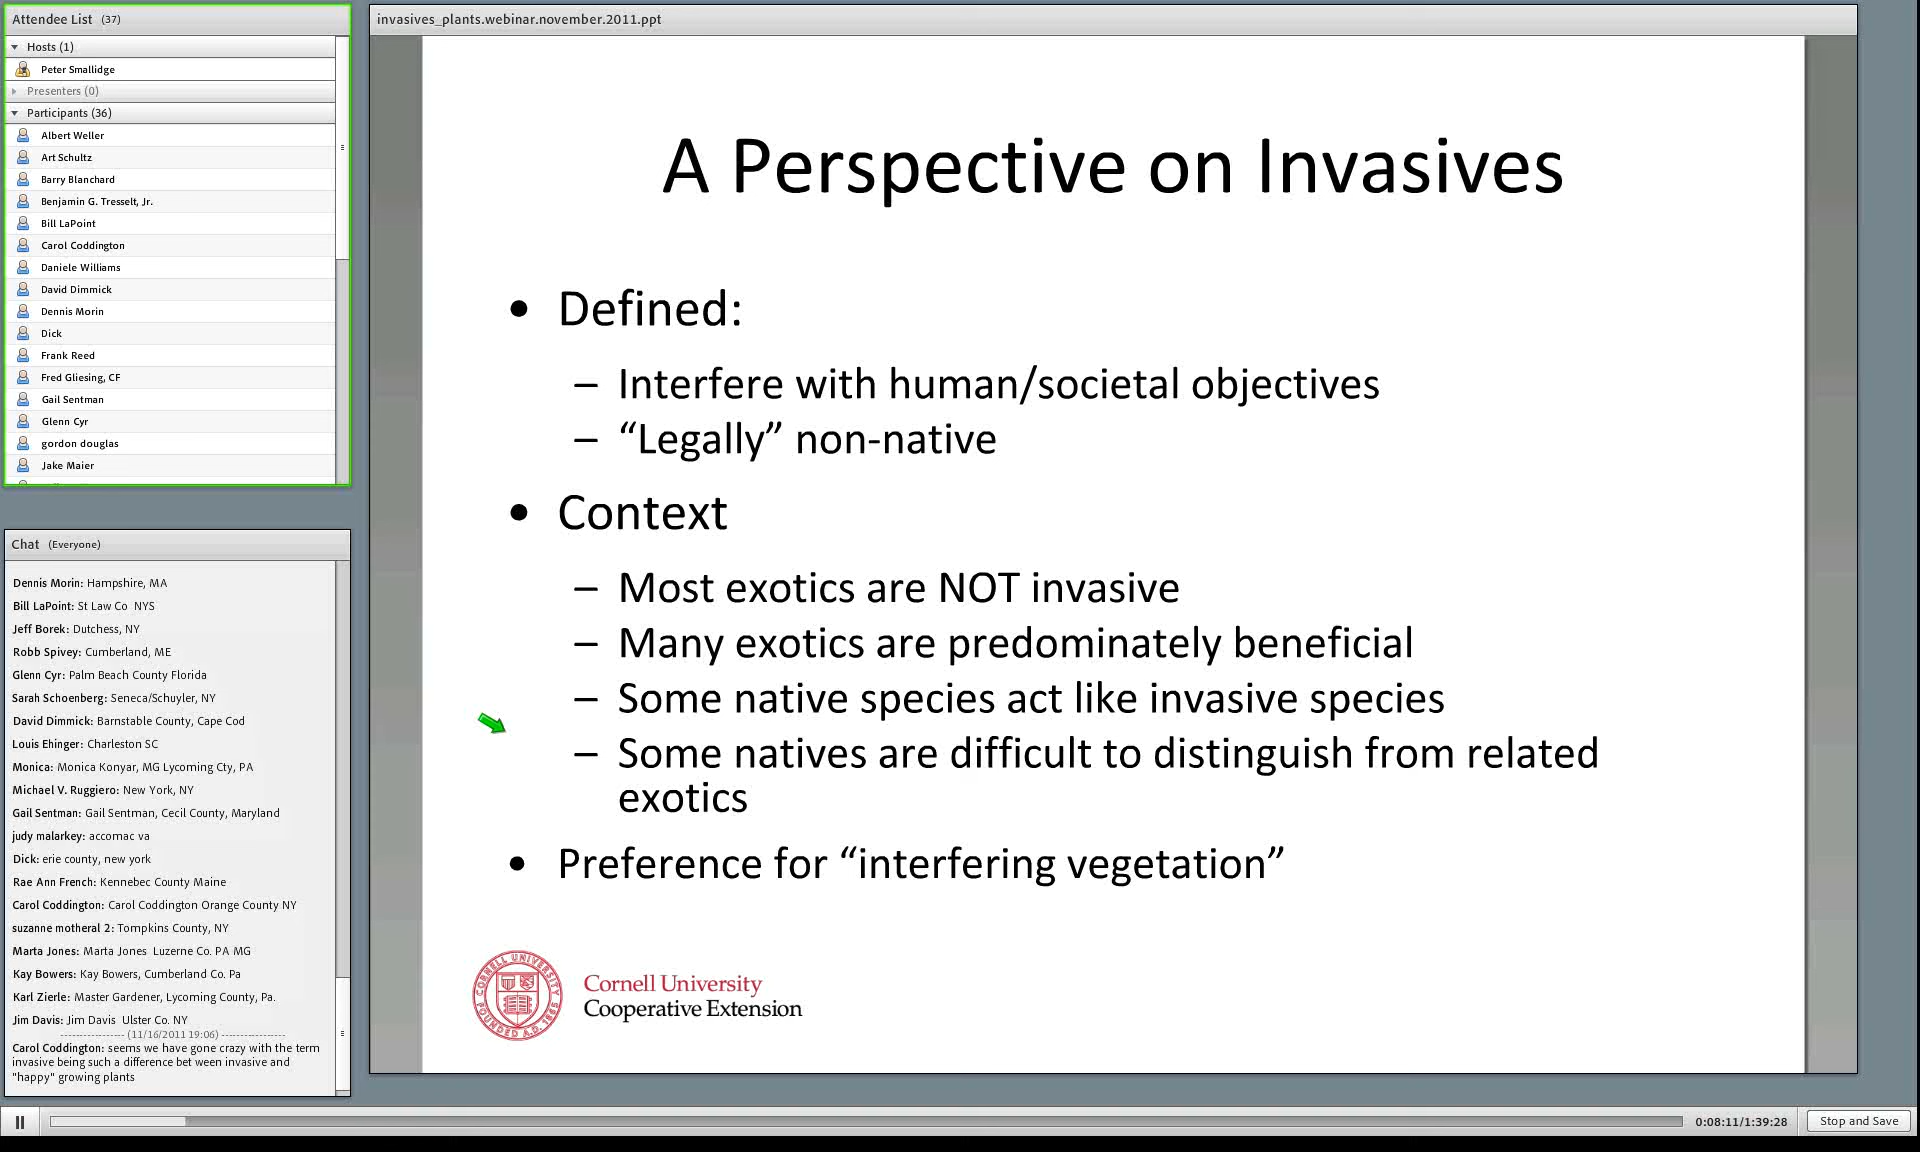 Attendee List (37)
Hosts (1)
Peter Smallidge
Presenters (0)
Participants (36)
Albert Weller
Art Schultz
Barry Blanchard
Benjamin G. Tresselt, Jr.
Bill LaPoint
Carol Coddington
Daniele Williams
David Dimmick
Dennis Morin
Dick
Frank Reed
Fred Gliesing, CF
Gail Sentman
Glenn Cyr
gordon douglas
Jake Maier
Chat (Everyone)
Dennis Morin: Hampshire, MA
Bill LaPoint: St Law Co NYS
Jeff Borek: Dutchess, NY
Robb Spivey: Cumberland, ME
Glenn Cyr: Palm Beach County Florida
Sarah Schoenberg: Seneca/Schuyler, NY
David Dimmick: Barnstable County, Cape Cod
Louis Ehinger: Charleston SC
Monica: Monica Konyar, MG Lycoming Cty, PA
Michael V. Ruggiero: New York, NY
Gail Sentman: Gail Sentman, Cecil County, Maryland
judy malarkey: accomac va
Dick: erie county, new york
Rae Ann French: Kennebec County Maine
Carol Coddington: Carol Coddington Orange County NY
suzanne motheral 2: Tompkins County, NY
Marta Jones: Marta Jones Luzerne Co. PA MG
Kay Bowers: Kay Bowers, Cumberland Co. Pa
Karl Zierle: Master Gardener, Lycoming County, Pa.
Jim Davis: Jim Davis Ulster Co. NY
----------------- (11/16/2011 19:06) -----------------
Carol Coddington: seems we have gone crazy with the term
invasive being such a difference bet ween invasive and
"happy" growing plants
invasives_plants.webinar.november.2011.ppt
A Perspective on Invasives
• Defined:
– Interfere with human/societal objectives
– “Legally” non-native
• Context
– Most exotics are NOT invasive
– Many exotics are predominately beneficial
– Some native species act like invasive species
– Some natives are difficult to distinguish from related
exotics
• Preference for “interfering vegetation”
CORNELL UNIVERSITY
FOUNDED A.D. 1865
Cornell University
Cooperative Extension
0:08:11/1:39:28
Stop and Save